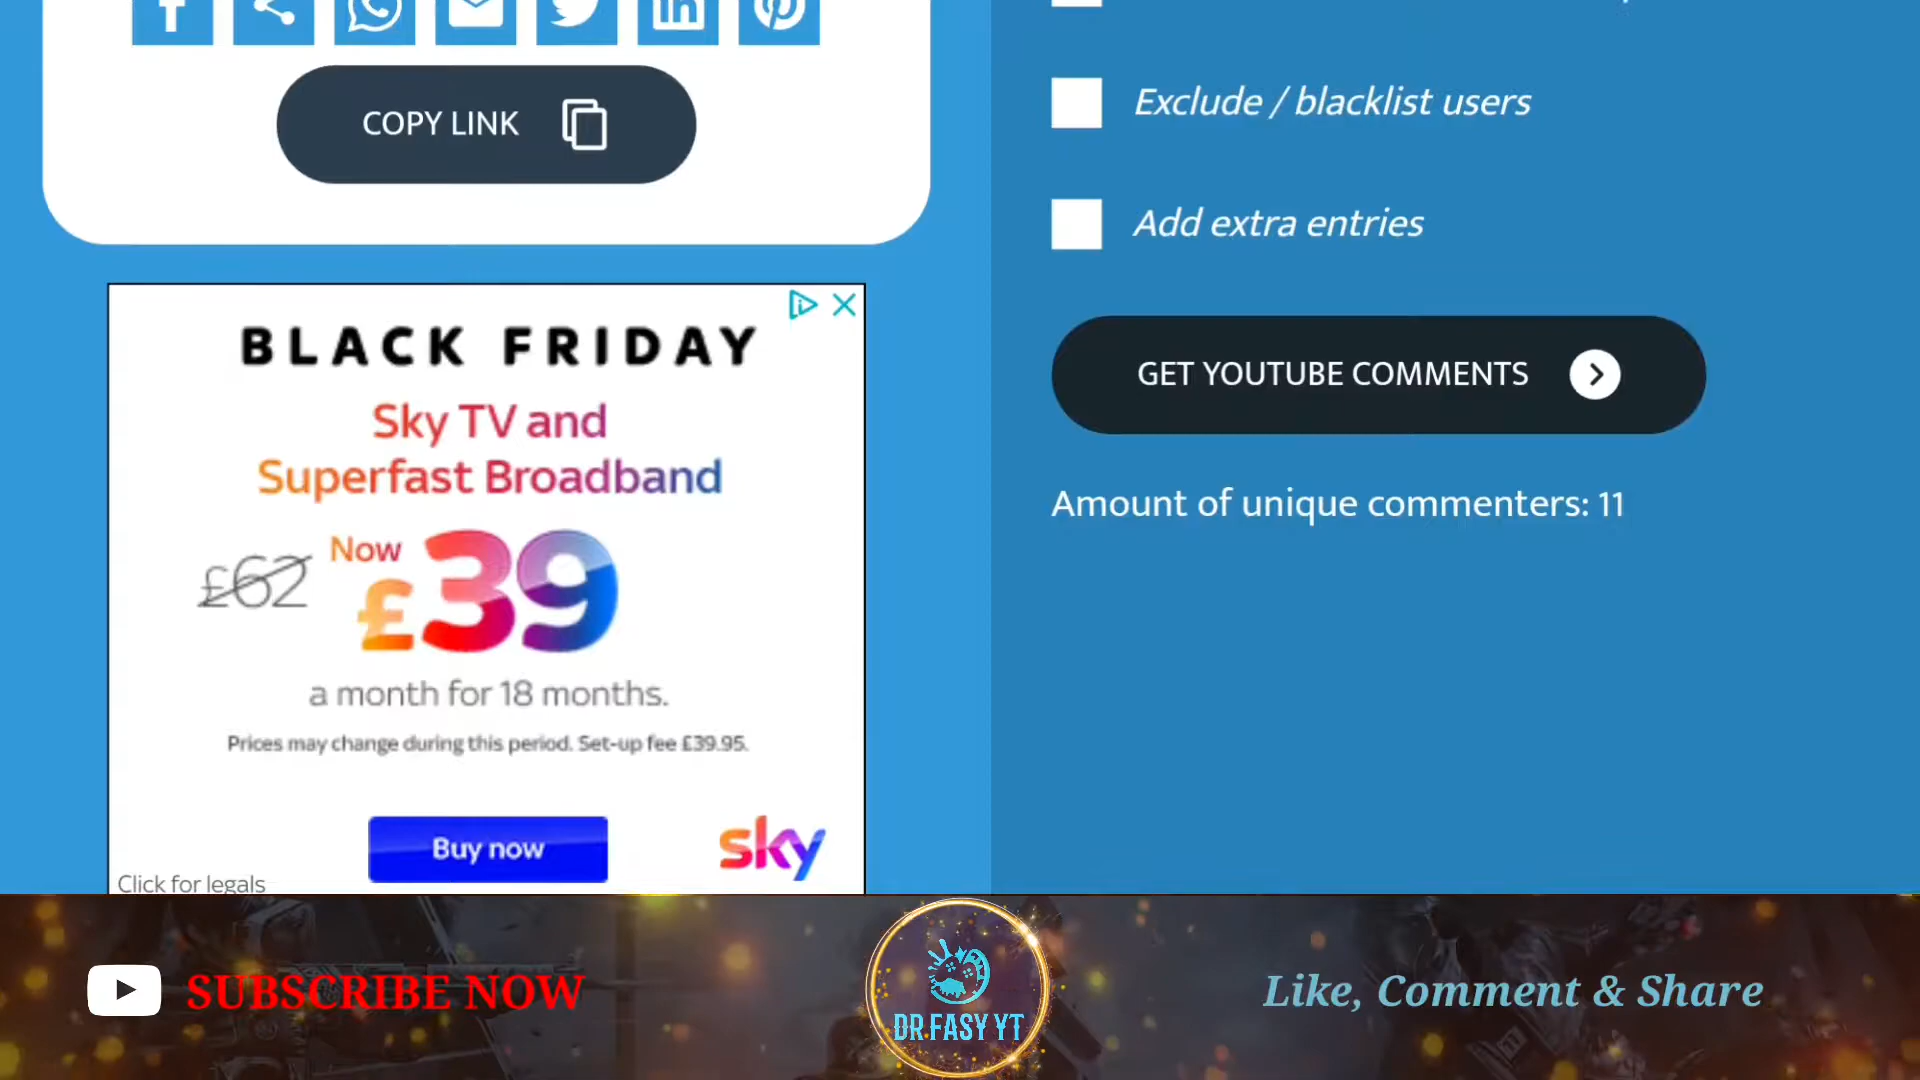 COPY LINK
BLACK FRIDAY
Sky TV and
Superfast Broadband
£62 Now £39
a month for 18 months.
Prices may change during this period. Set-up fee £39.95.
Buy now
sky
Click for legals
Exclude / blacklist users
Add extra entries
GET YOUTUBE COMMENTS
Amount of unique commenters: 11
SUBSCRIBE NOW
DR.FASY YT
Like, Comment & Share